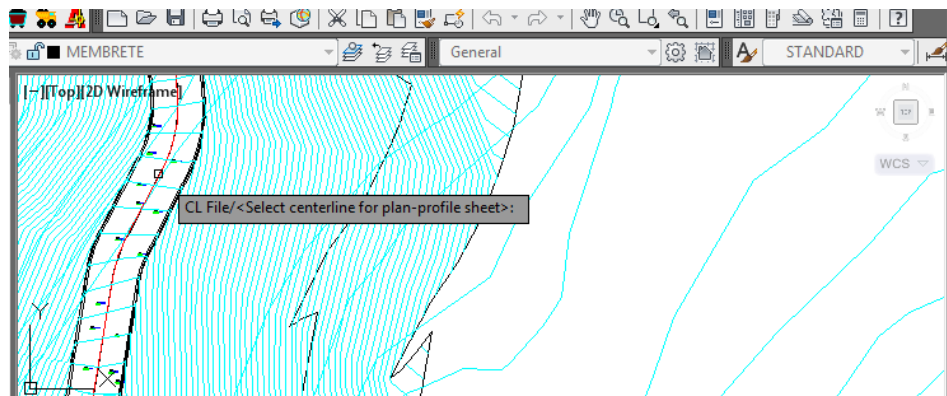 MEMBRETE General STANDARD
[-][Top][2D Wireframe]
N
WCS
CL File/<Select centerline for plan-profile sheet>:
Y
X